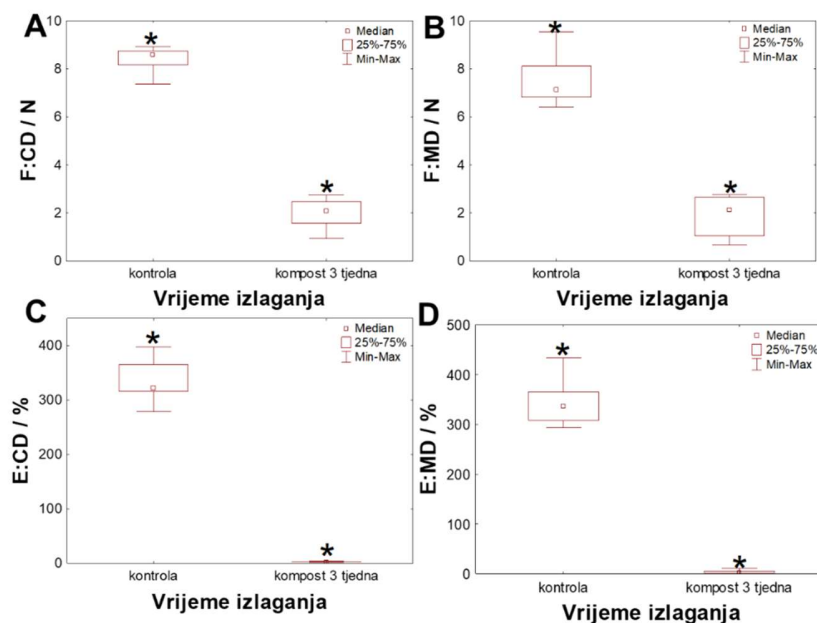 A
10
8
6
4
2
0
F:CD / N
*
*
Median
25%-75%
Min-Max
kontrola
kompost 3 tjedna
Vrijeme izlaganja
B
10
8
6
4
2
0
F:MD / N
*
*
Median
25%-75%
Min-Max
kontrola
kompost 3 tjedna
Vrijeme izlaganja
C
400
300
200
100
0
E:CD / %
*
*
Median
25%-75%
Min-Max
kontrola
kompost 3 tjedna
Vrijeme izlaganja
D
500
400
300
200
100
0
E:MD / %
*
*
Median
25%-75%
Min-Max
kontrola
kompost 3 tjedna
Vrijeme izlaganja